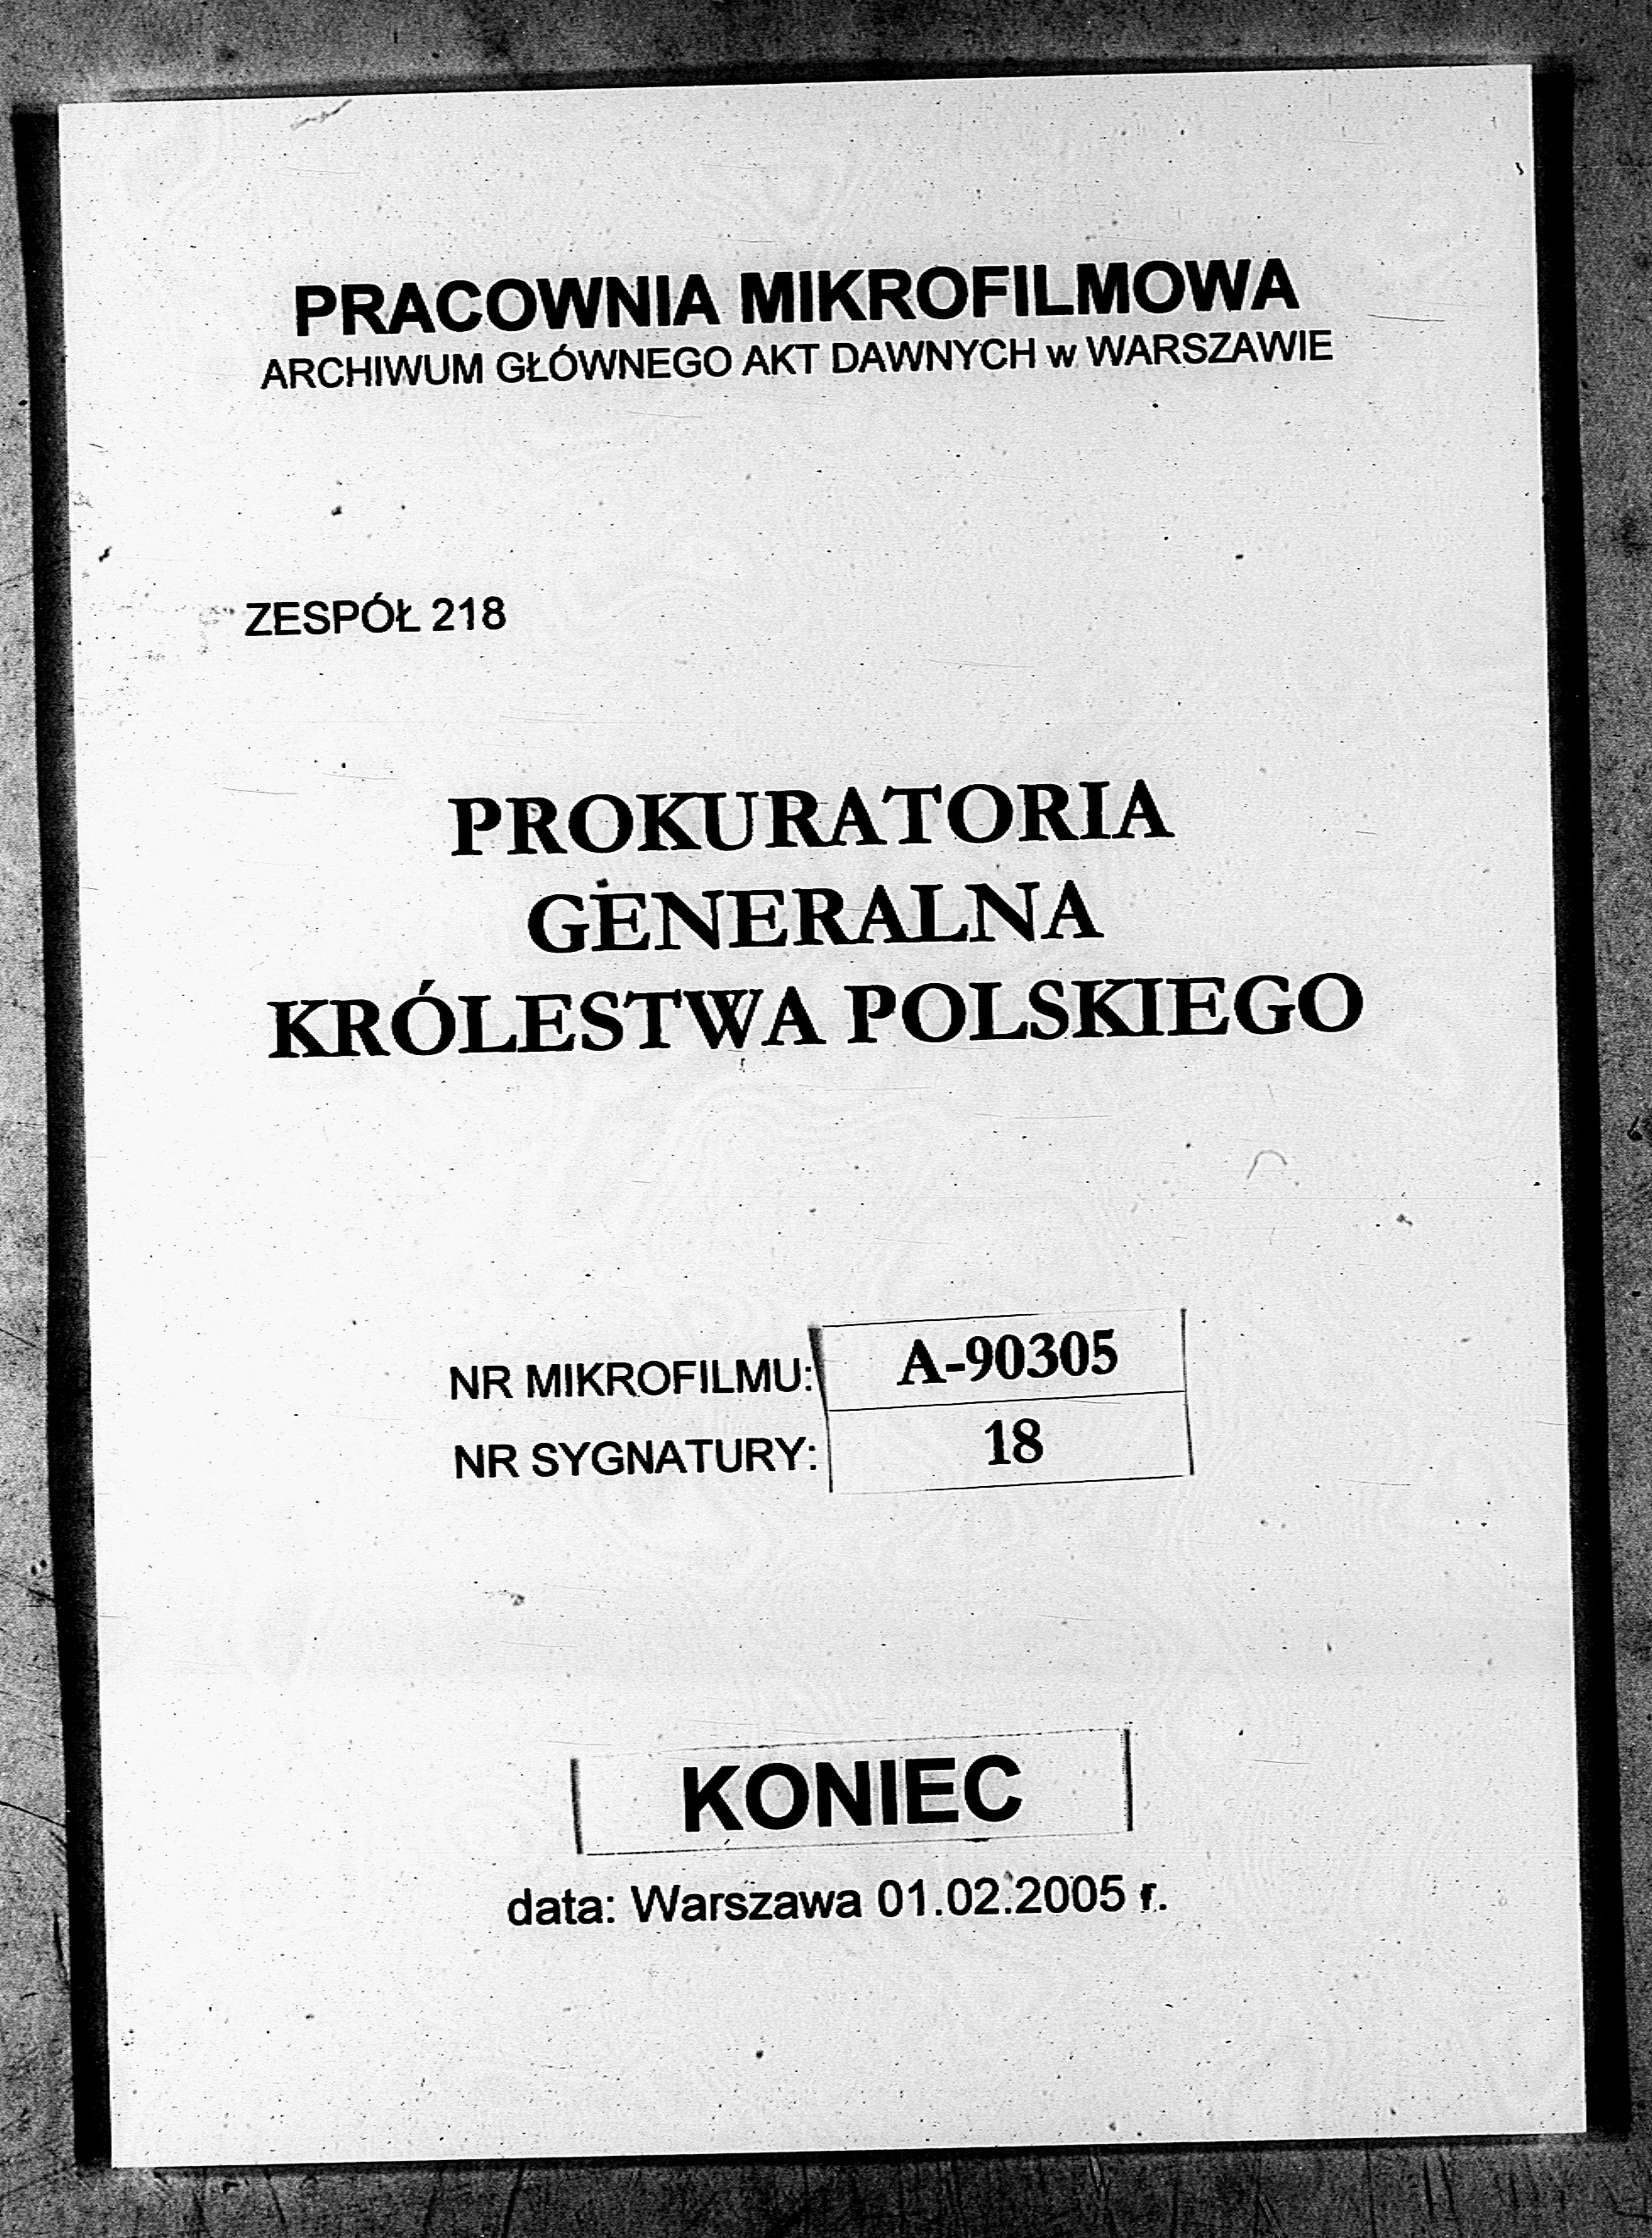 PRACOWNIA MIKROFILMOWA
ARCHIWUM GŁÓWNEGO AKT DAWNYCH w WARSZAWIE
ZESPÓŁ 218
PROKURATORIA
GENERALNA
KRÓLESTWA POLSKIEGO
NR MIKROFILMU: A-90305
NR SYGNATURY: 18
KONIEC
data: Warszawa 01.02.2005 r.